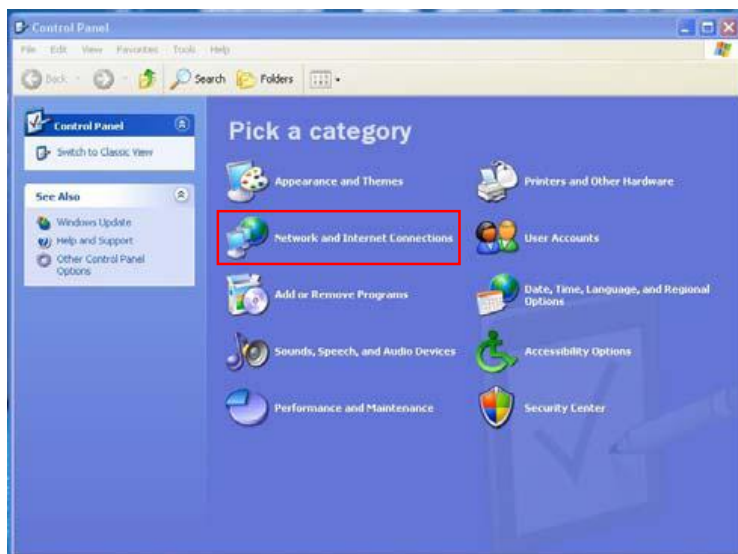 Control Panel
File Edit View Favorites Tools Help
Back Search Folders
Control Panel
Switch to Classic View
See Also
Windows Update
Help and Support
Other Control Panel
Options
Pick a category
Appearance and Themes
Printers and Other Hardware
Network and Internet Connections
User Accounts
Add or Remove Programs
Date, Time, Language, and Regional
Options
Sounds, Speech, and Audio Devices
Accessibility Options
Performance and Maintenance
Security Center